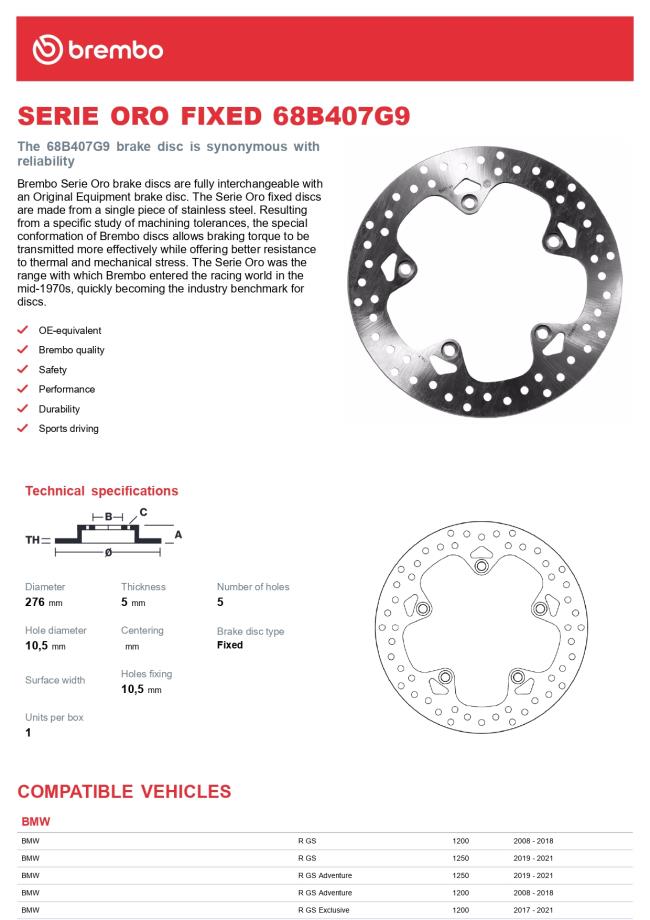 brembo
SERIE ORO FIXED 68B407G9
The 68B407G9 brake disc is synonymous with
reliability
Brembo Serie Oro brake discs are fully interchangeable with
an Original Equipment brake disc. The Serie Oro fixed discs
are made from a single piece of stainless steel. Resulting
from a specific study of machining tolerances, the special
conformation of Brembo discs allows braking torque to be
transmitted more effectively while offering better resistance
to thermal and mechanical stress. The Serie Oro was the
range with which Brembo entered the racing world in the
mid-1970s, quickly becoming the industry benchmark for
discs.
OE-equivalent
Brembo quality
Safety
Performance
Durability
Sports driving
Technical specifications
B C
A
TH
Ø
Diameter Thickness Number of holes
276 mm 5 mm 5
Hole diameter Centering Brake disc type
10,5 mm mm Fixed
Surface width Holes fixing
10,5 mm
Units per box
1
COMPATIBLE VEHICLES
BMW
BMW R GS 1200 2008 - 2018
BMW R GS 1250 2019 - 2021
BMW R GS Adventure 1250 2019 - 2021
BMW R GS Adventure 1200 2008 - 2018
BMW R GS Exclusive 1200 2017 - 2021